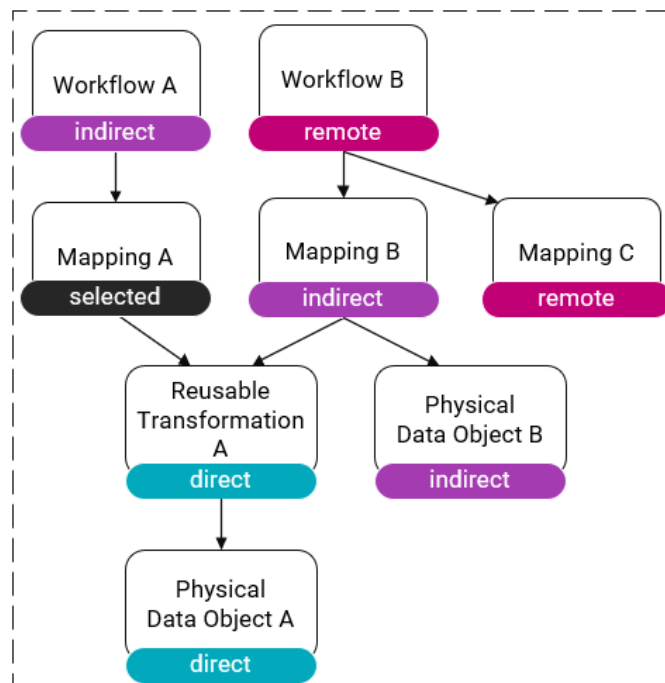 Workflow A
indirect
Workflow B
remote
Mapping A
selected
Mapping B
indirect
Mapping C
remote
Reusable
Transformation
A
direct
Physical
Data Object B
indirect
Physical
Data Object A
direct